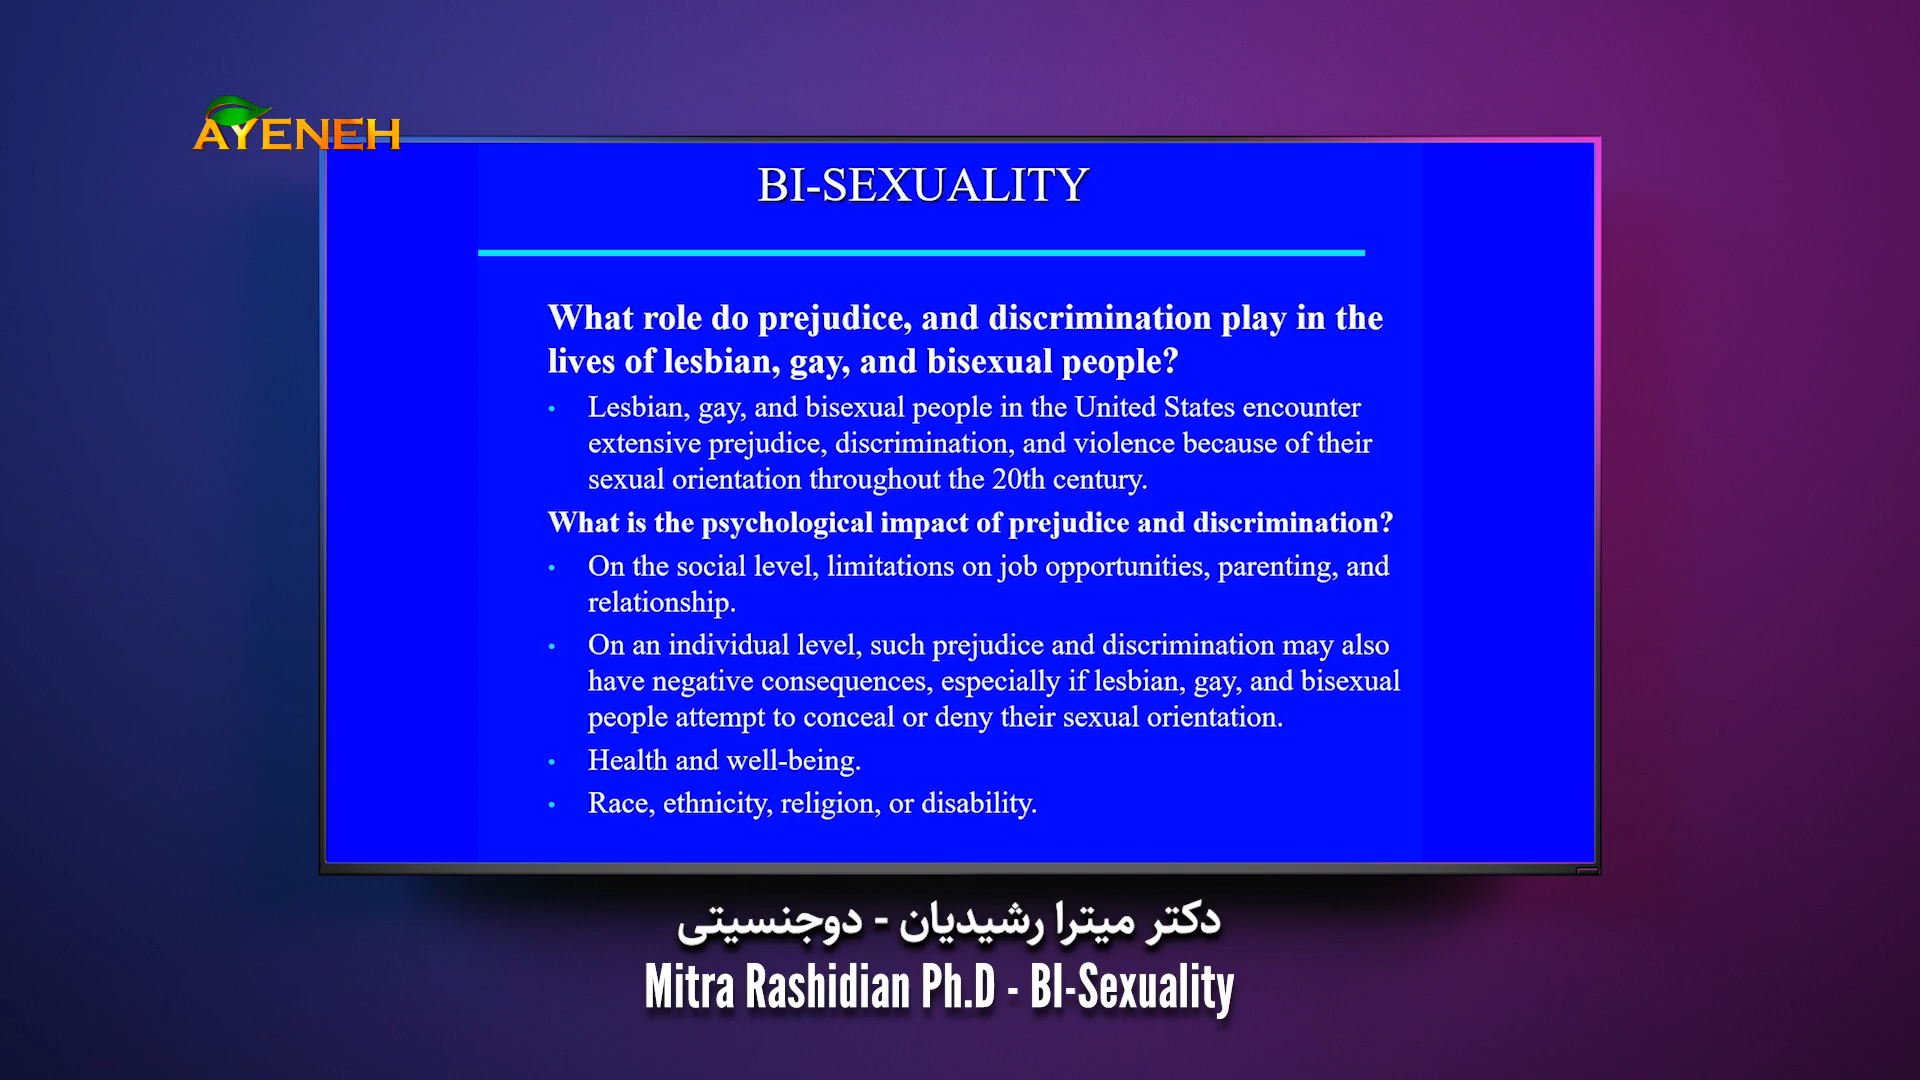 AYENEH
BI-SEXUALITY
What role do prejudice, and discrimination play in the
lives of lesbian, gay, and bisexual people?
• Lesbian, gay, and bisexual people in the United States encounter
extensive prejudice, discrimination, and violence because of their
sexual orientation throughout the 20th century.
What is the psychological impact of prejudice and discrimination?
• On the social level, limitations on job opportunities, parenting, and
relationship.
• On an individual level, such prejudice and discrimination may also
have negative consequences, especially if lesbian, gay, and bisexual
people attempt to conceal or deny their sexual orientation.
• Health and well-being.
• Race, ethnicity, religion, or disability.
دکتر میترا رشیدیان - دوجنسیتی
Mitra Rashidian Ph.D - BI-Sexuality